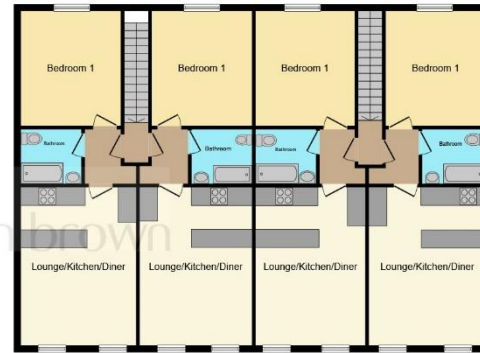 Bedroom 1 Bedroom 1 Bedroom 1 Bedroom 1
Bathroom Bathroom Bathroom Bathroom
brown
Lounge/Kitchen/Diner Lounge/Kitchen/Diner Lounge/Kitchen/Diner Lounge/Kitchen/Diner